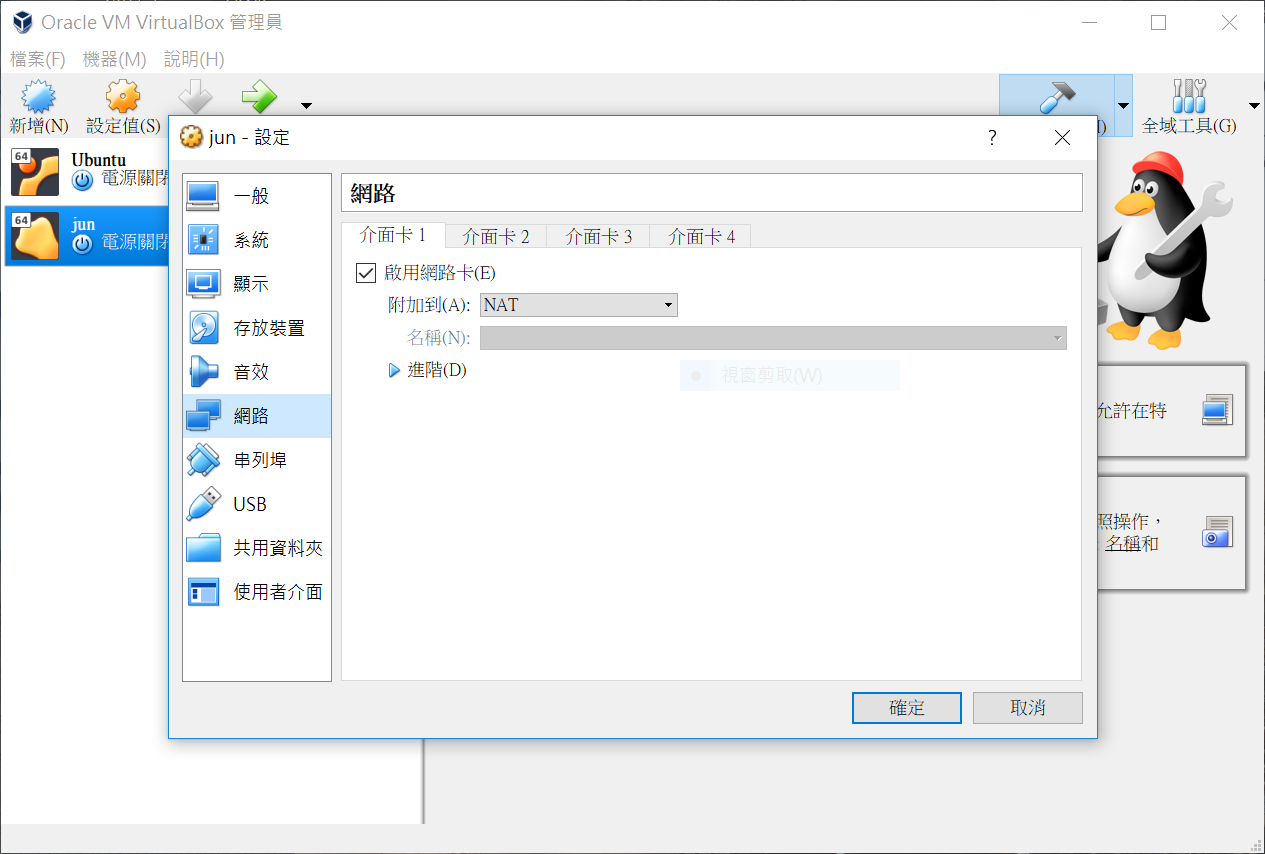 Oracle VM VirtualBox 管理員
檔案(F) 機器(M) 說明(H)
新增(N) 設定值(S) 全域工具(G)
64 Ubuntu
電源關閉
64 jun
電源關閉
jun - 設定
?
一般
系統
顯示
存放裝置
音效
網路
串列埠
USB
共用資料夾
使用者介面
網路
介面卡 1 介面卡 2 介面卡 3 介面卡 4
啟用網路卡(E)
附加到(A): NAT
名稱(N):
進階(D)
視窗剪取(W)
確定 取消
允許在特
照操作，
名稱和